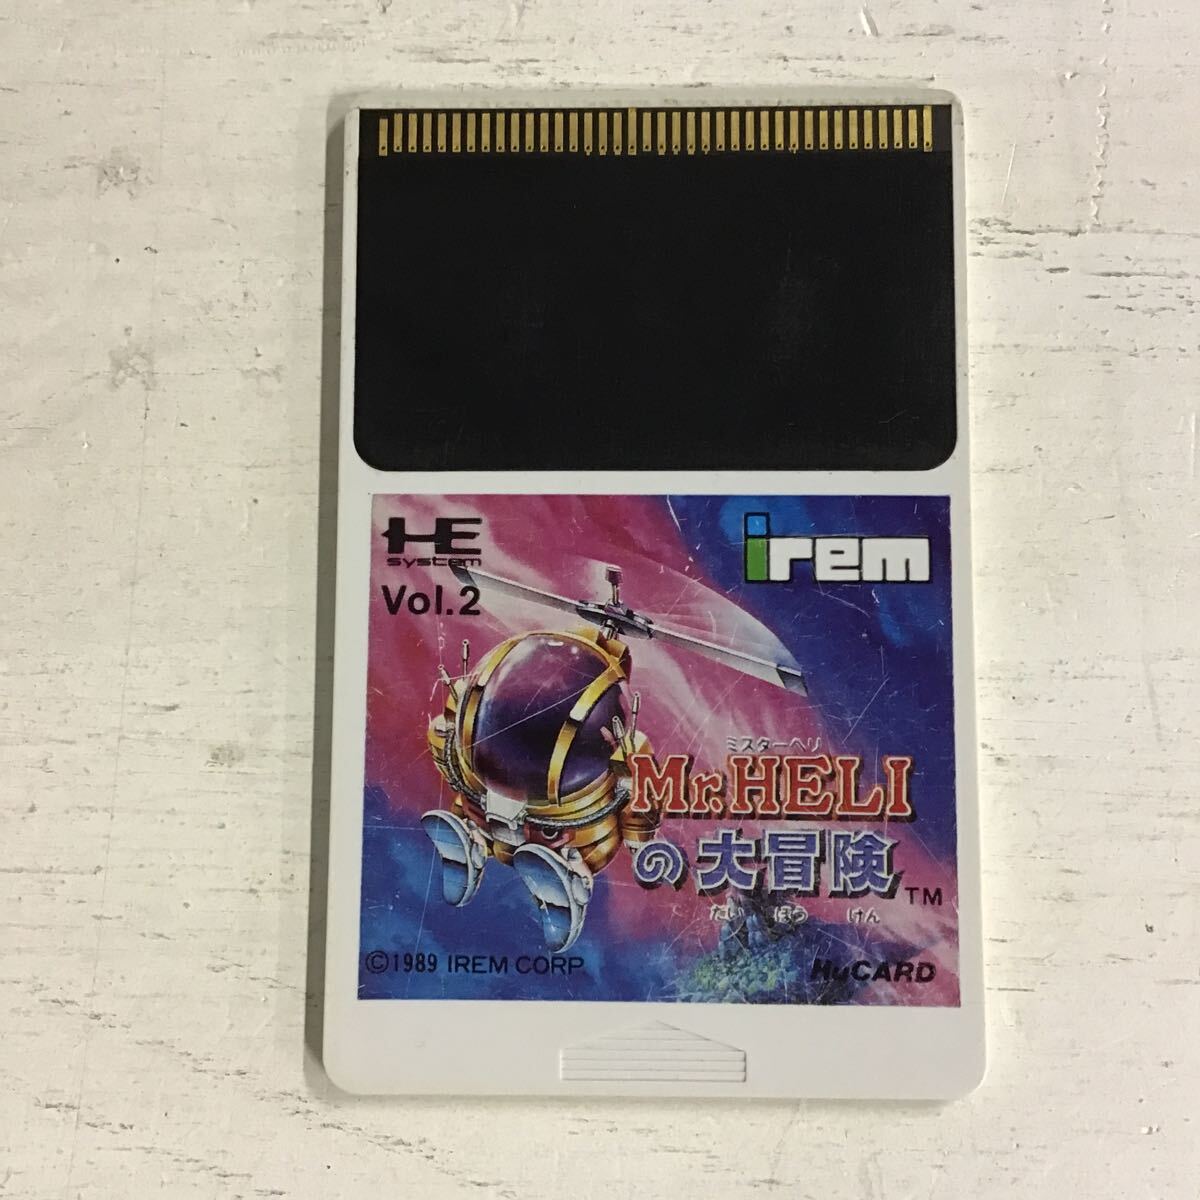 HE
system
Vol.2
irem
ミスターヘリ
Mr.HELI
の大冒険
TM
だい ぼう けん
©1989 IREM CORP
HuCARD